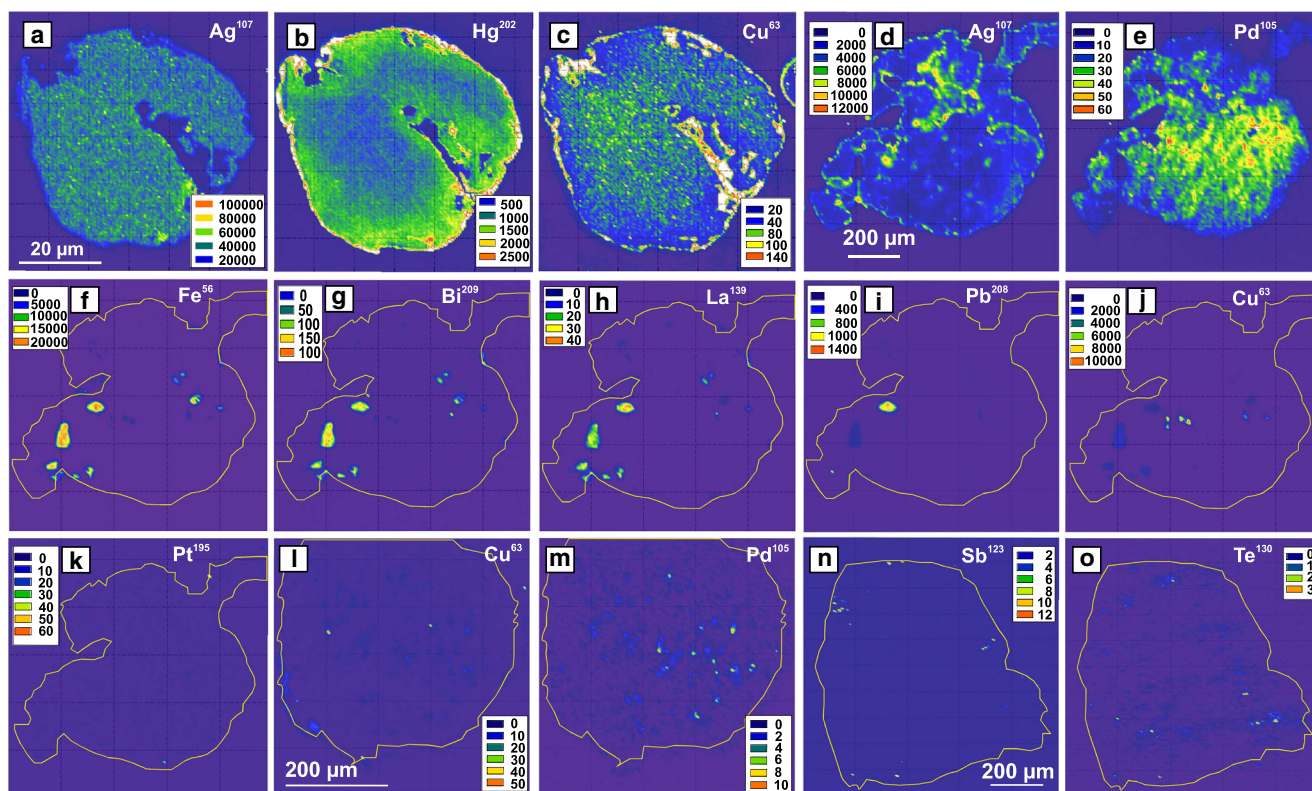 a
Ag107
20 µm
100000
80000
60000
40000
20000
b
Hg202
500
1000
1500
2000
2500
c
Cu63
20
40
80
100
140
d
Ag107
0
2000
4000
6000
8000
10000
12000
200 µm
e
Pd105
0
10
20
30
40
50
60
f
Fe56
0
5000
10000
15000
20000
g
Bi209
0
50
100
150
100
h
La139
0
10
20
30
40
i
Pb208
0
400
800
1000
1400
j
Cu63
0
2000
4000
6000
8000
10000
k
Pt195
0
10
20
30
40
50
60
l
Cu63
0
10
20
30
40
50
200 µm
m
Pd105
0
2
4
6
8
10
n
Sb123
2
4
6
8
10
12
200 µm
o
Te130
0
1
2
3